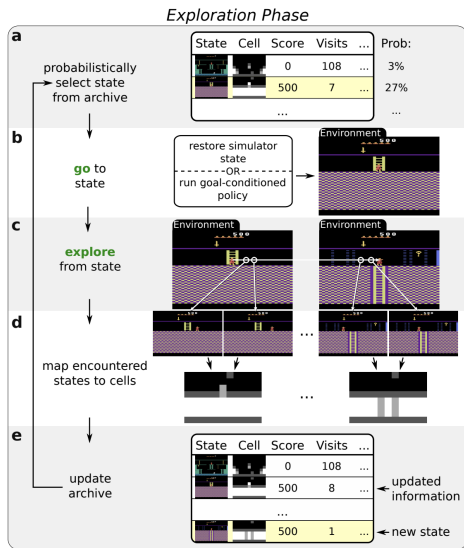 Exploration Phase
a
State Cell Score Visits ... Prob:
0 108 3%
500 7 27%
... ...
probabilistically
select state
from archive
b
go to
state
restore simulator
state
OR
run goal-conditioned
policy
Environment
c
explore
from state
Environment
Environment
d
map encountered
states to cells
...
...
e
update
archive
State Cell Score Visits ...
0 108 ...
500 8 ...
...
500 1 ...
updated
information
new state